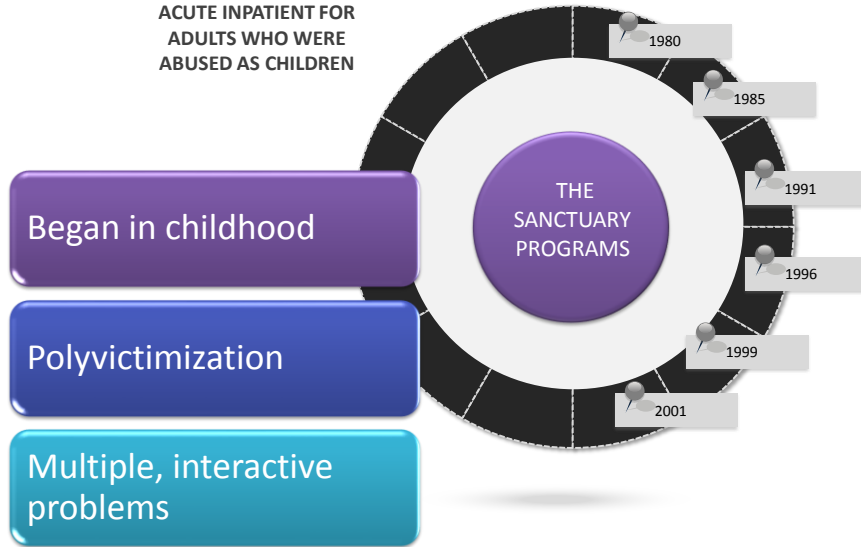 ACUTE INPATIENT FOR
ADULTS WHO WERE
ABUSED AS CHILDREN
Began in childhood
Polyvictimization
Multiple, interactive
problems
THE
SANCTUARY
PROGRAMS
1980
1985
1991
1996
1999
2001